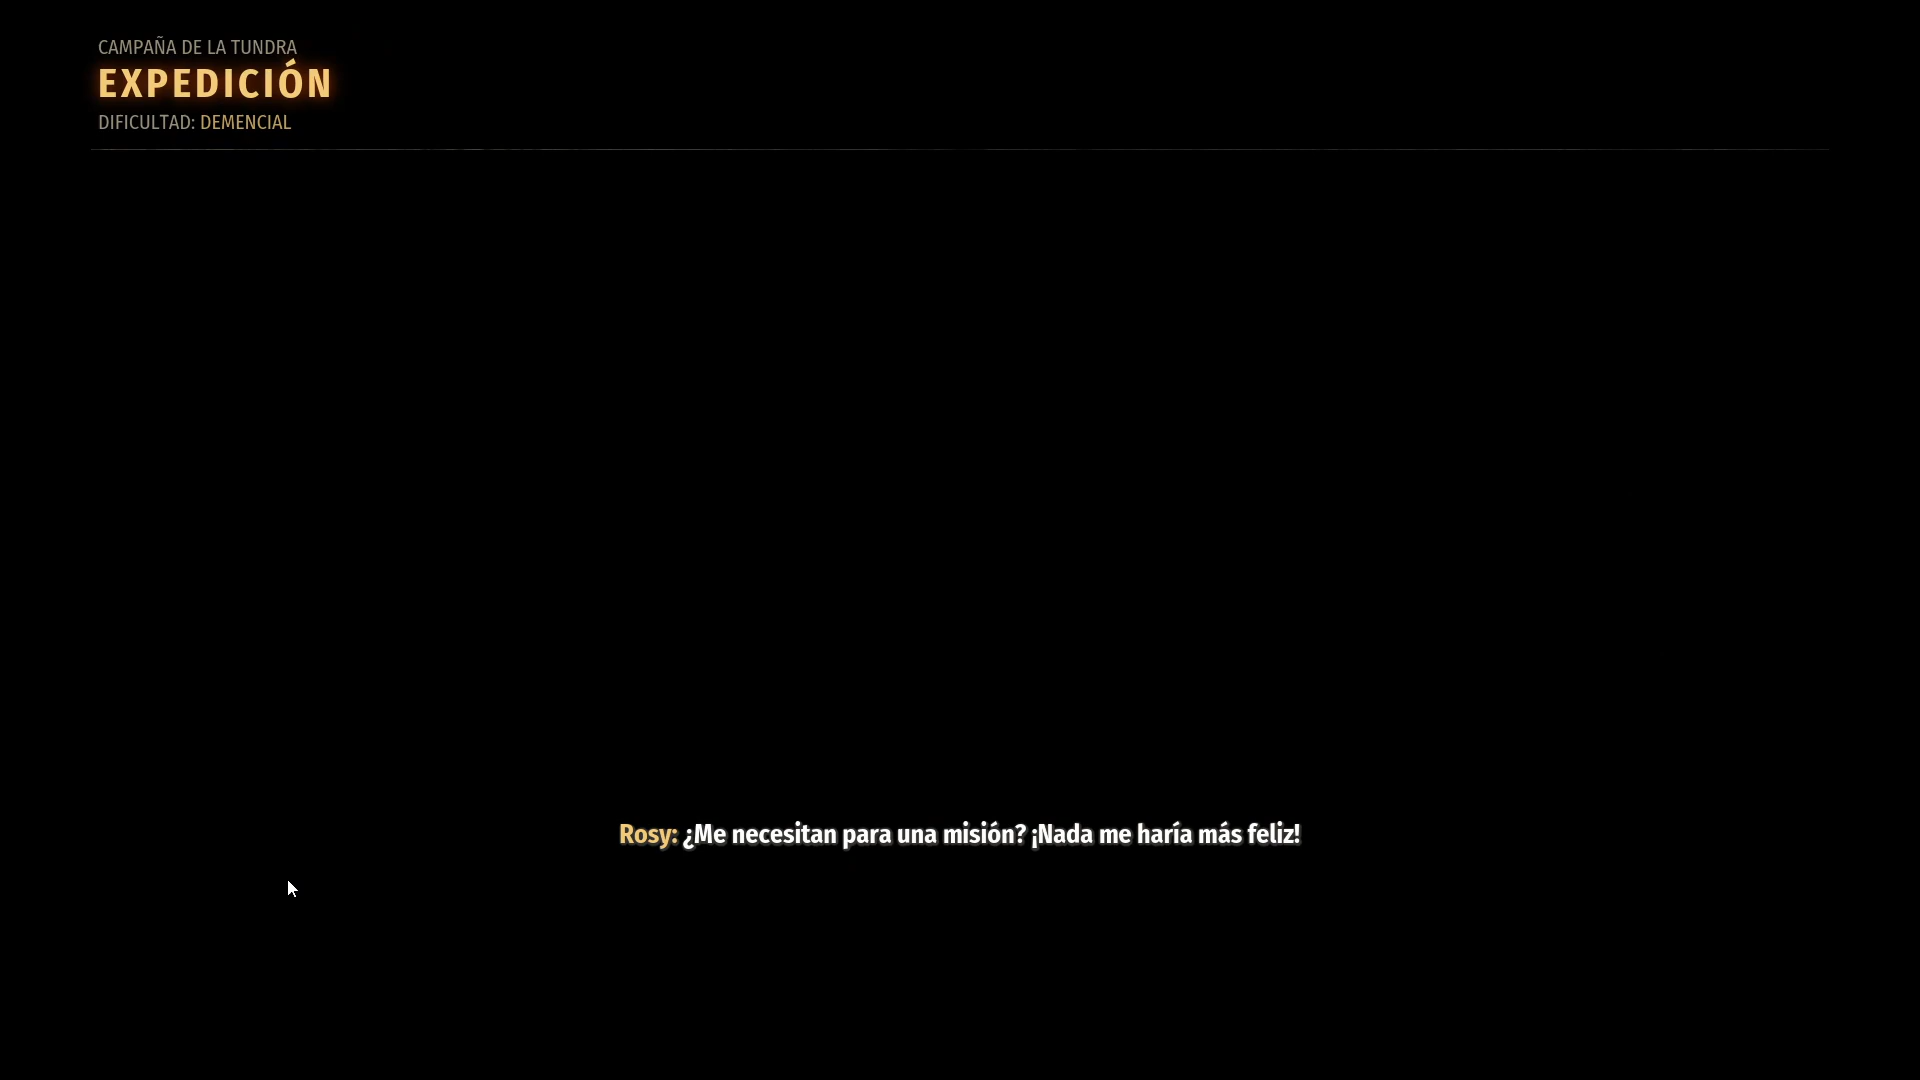 CAMPAÑA DE LA TUNDRA
EXPEDICIÓN
DIFICULTAD: DEMENCIAL
Rosy: ¿Me necesitan para una misión? ¡Nada me haría más feliz!